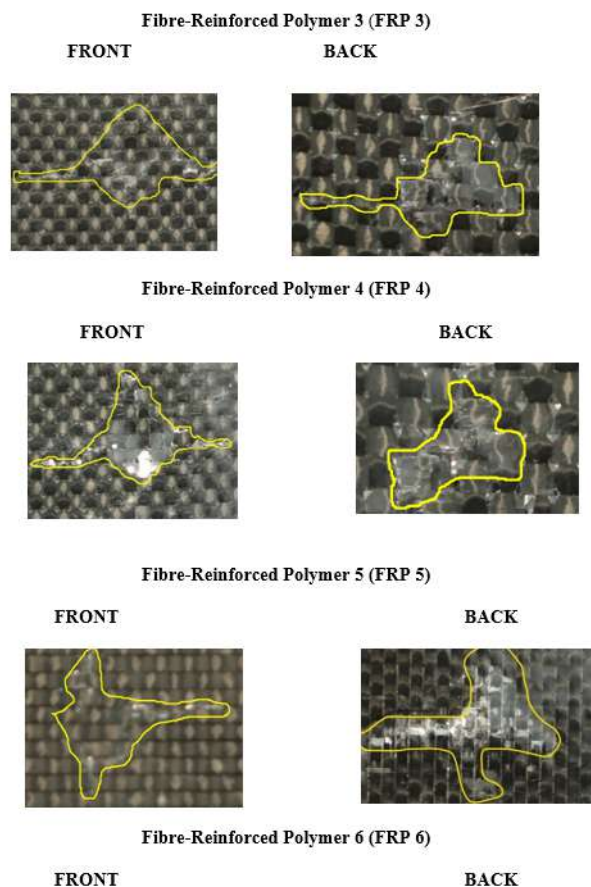 Fibre-Reinforced Polymer 3 (FRP 3)
FRONT BACK
Fibre-Reinforced Polymer 4 (FRP 4)
FRONT BACK
Fibre-Reinforced Polymer 5 (FRP 5)
FRONT BACK
Fibre-Reinforced Polymer 6 (FRP 6)
FRONT BACK